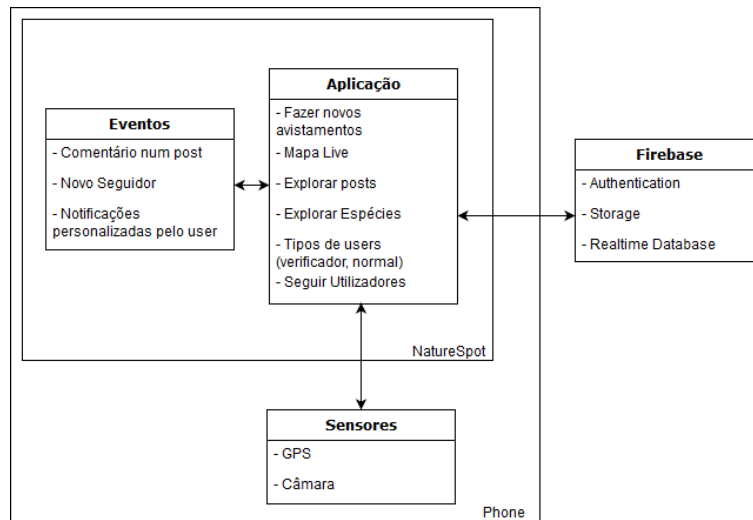 Eventos
- Comentário num post
- Novo Seguidor
- Notificações
personalizadas pelo user
Aplicação
- Fazer novos
avistamentos
- Mapa Live
- Explorar posts
- Explorar Espécies
- Tipos de users
(verificador, normal)
- Seguir Utilizadores
Firebase
- Authentication
- Storage
- Realtime Database
NatureSpot
Sensores
- GPS
- Câmara
Phone